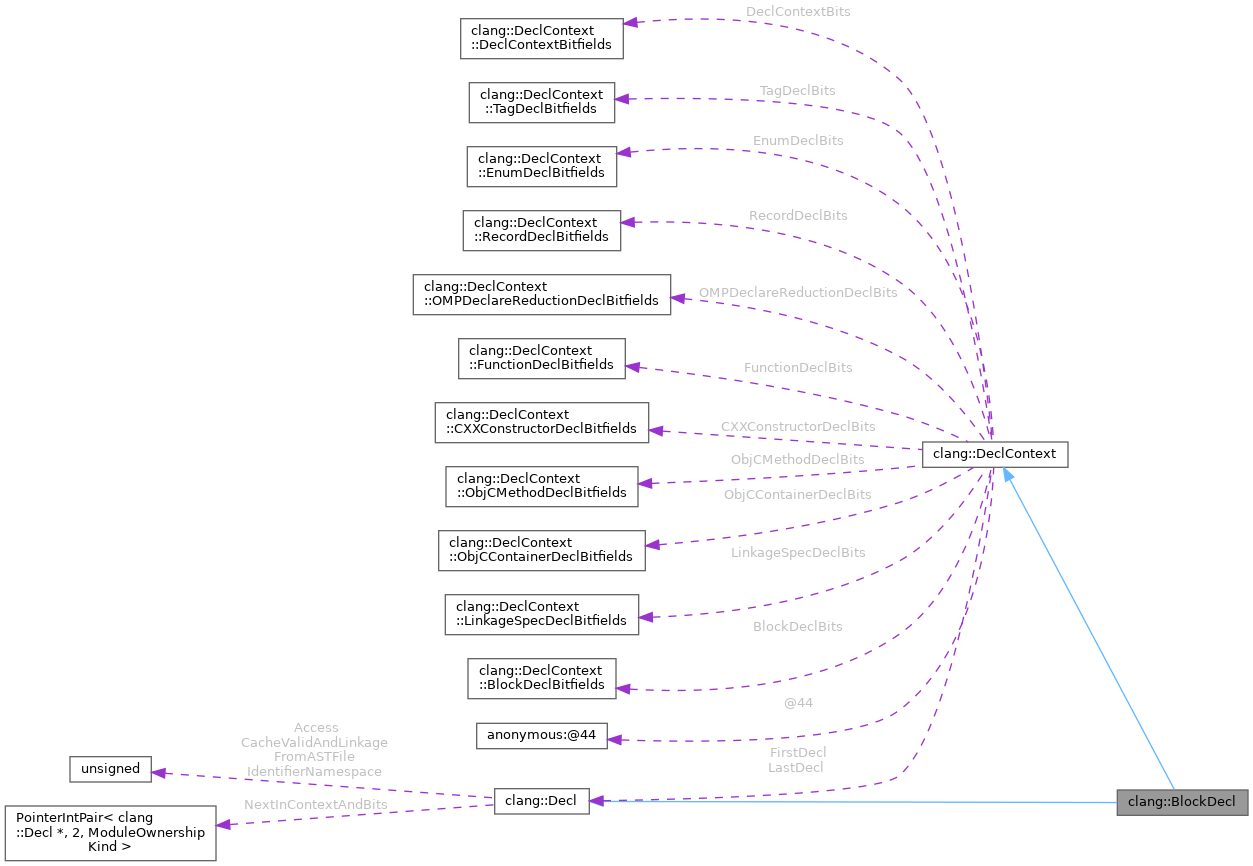 DeclContextBits
clang::DeclContext
::DeclContextBitfields
TagDeclBits
clang::DeclContext
::TagDeclBitfields
EnumDeclBits
clang::DeclContext
::EnumDeclBitfields
RecordDeclBits
clang::DeclContext
::RecordDeclBitfields
OMPDeclareReductionDeclBits
clang::DeclContext
::OMPDeclareReductionDeclBitfields
FunctionDeclBits
clang::DeclContext
::FunctionDeclBitfields
CXXConstructorDeclBits
clang::DeclContext
::CXXConstructorDeclBitfields
clang::DeclContext
ObjCMethodDeclBits
clang::DeclContext
::ObjCMethodDeclBitfields
ObjCContainerDeclBits
clang::DeclContext
::ObjCContainerDeclBitfields
LinkageSpecDeclBits
clang::DeclContext
::LinkageSpecDeclBitfields
BlockDeclBits
clang::DeclContext
::BlockDeclBitfields
@44
anonymous:@44
FirstDecl
LastDecl
Access
CacheValidAndLinkage
FromASTFile
IdentifierNamespace
unsigned
clang::Decl
clang::BlockDecl
NextInContextAndBits
PointerIntPair< clang
::Decl *, 2, ModuleOwnership
Kind >